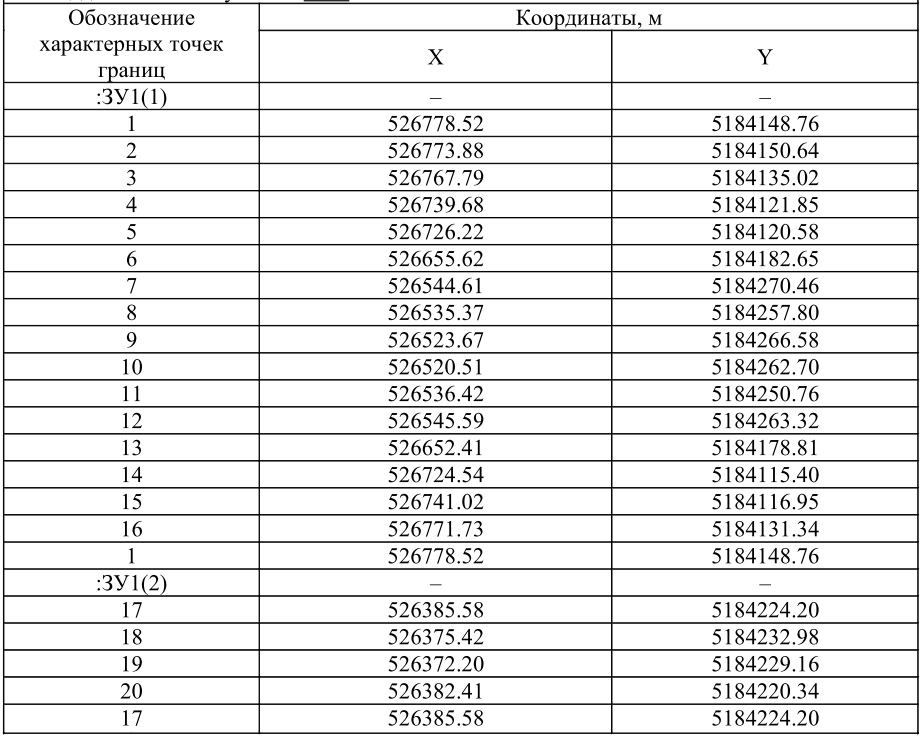 Обозначение
характерных точек
границ
Координаты, м
X
Y
:ЗУ1(1) – –
1 526778.52 5184148.76
2 526773.88 5184150.64
3 526767.79 5184135.02
4 526739.68 5184121.85
5 526726.22 5184120.58
6 526655.62 5184182.65
7 526544.61 5184270.46
8 526535.37 5184257.80
9 526523.67 5184266.58
10 526520.51 5184262.70
11 526536.42 5184250.76
12 526545.59 5184263.32
13 526652.41 5184178.81
14 526724.54 5184115.40
15 526741.02 5184116.95
16 526771.73 5184131.34
1 526778.52 5184148.76
:ЗУ1(2) – –
17 526385.58 5184224.20
18 526375.42 5184232.98
19 526372.20 5184229.16
20 526382.41 5184220.34
17 526385.58 5184224.20